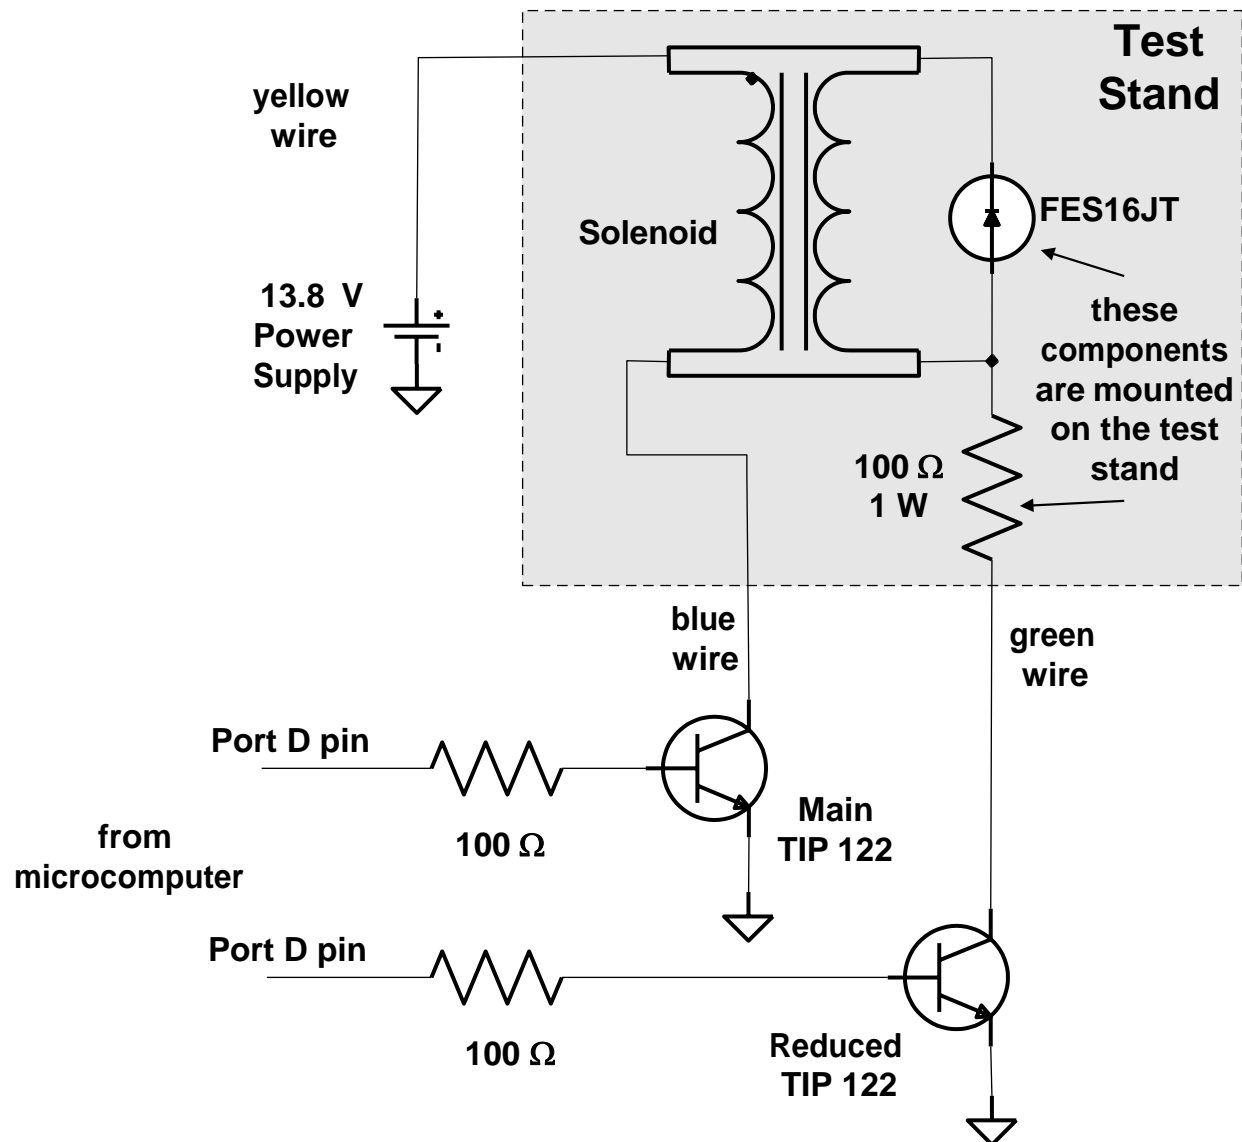 Test
Stand
yellow
wire
FES16JT
Solenoid
13.8 V
Power
Supply
+
-
these
components
are mounted
on the test
stand
100 Ω
1 W
blue
wire
green
wire
Port D pin
100 Ω
Main
TIP 122
from
microcomputer
Port D pin
100 Ω
Reduced
TIP 122